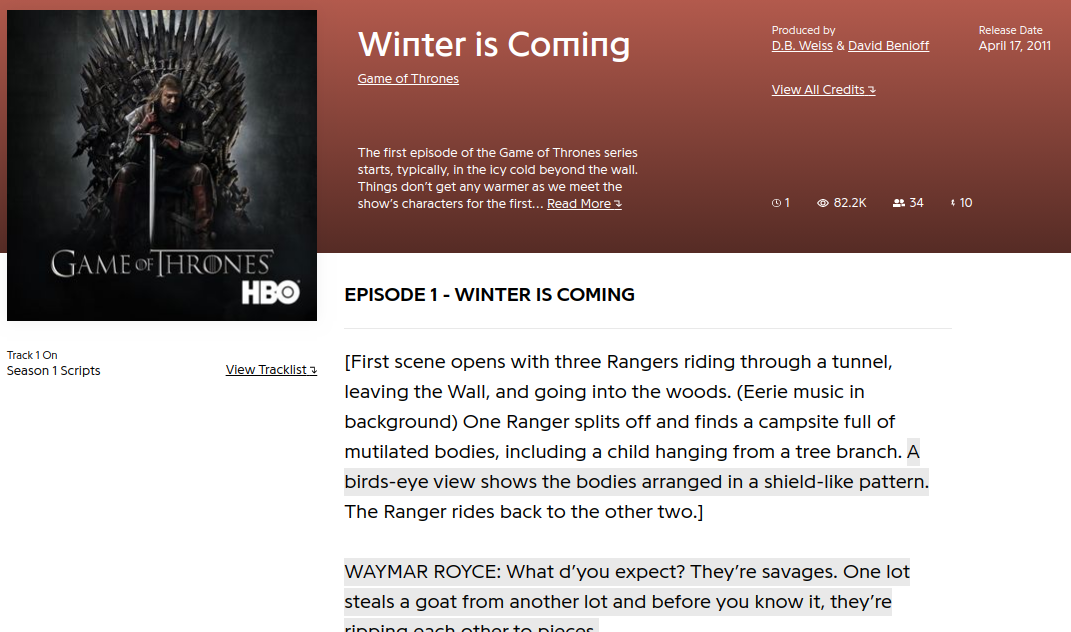 GAME OF THRONES
HBO
Winter is Coming
Game of Thrones
The first episode of the Game of Thrones series
starts, typically, in the icy cold beyond the wall.
Things don’t get any warmer as we meet the
show’s characters for the first... Read More
Produced by
D.B. Weiss & David Benioff
View All Credits
Release Date
April 17, 2011
1 82.2K 34 10
Track 1 On
Season 1 Scripts
View Tracklist
EPISODE 1 - WINTER IS COMING
[First scene opens with three Rangers riding through a tunnel,
leaving the Wall, and going into the woods. (Eerie music in
background) One Ranger splits off and finds a campsite full of
mutilated bodies, including a child hanging from a tree branch. A
birds-eye view shows the bodies arranged in a shield-like pattern.
The Ranger rides back to the other two.]
WAYMAR ROYCE: What d’you expect? They’re savages. One lot
steals a goat from another lot and before you know it, they’re
ripping each other to pieces.